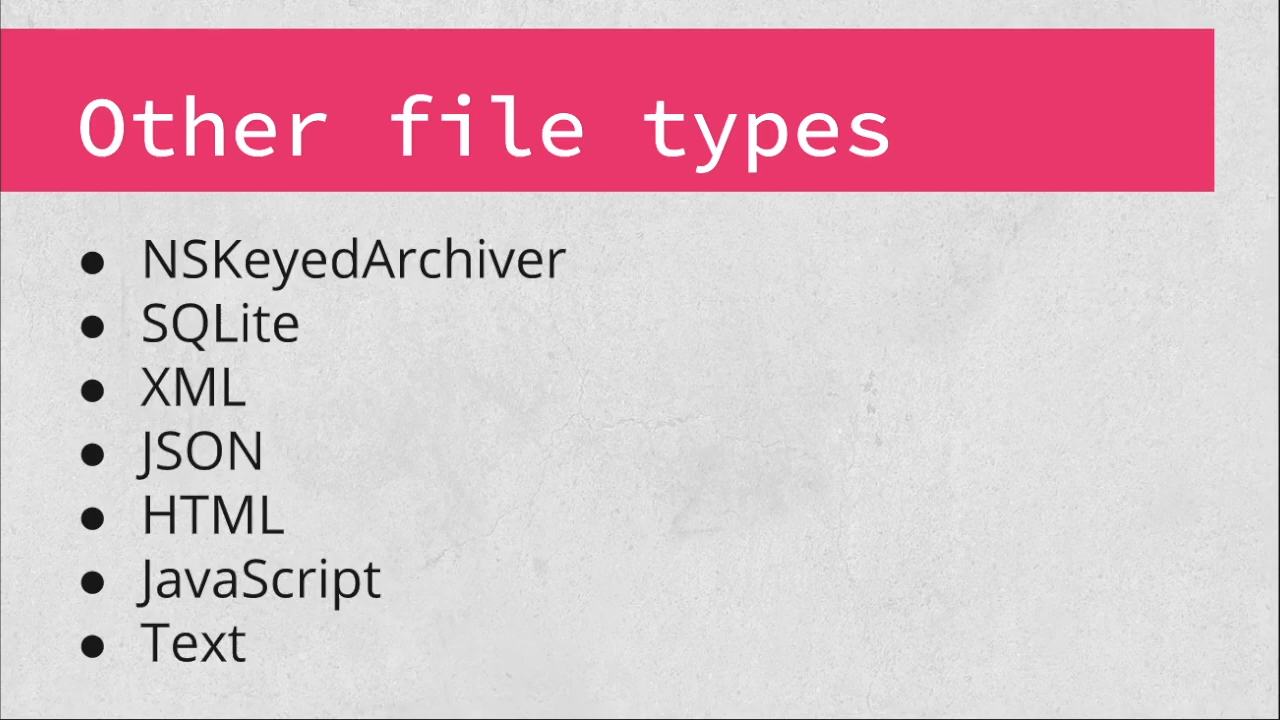 Other file types
● NSKeyedArchiver
● SQLite
● XML
● JSON
● HTML
● JavaScript
● Text